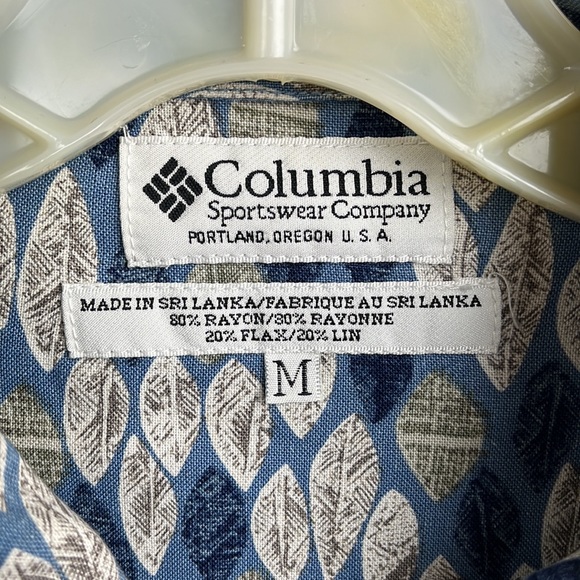 Columbia
Sportswear Company
PORTLAND, OREGON U.S.A.
MADE IN SRI LANKA/FABRIQUE AU SRI LANKA
80% RAYON/80% RAYONNE
20% FLAX/20% LIN
M